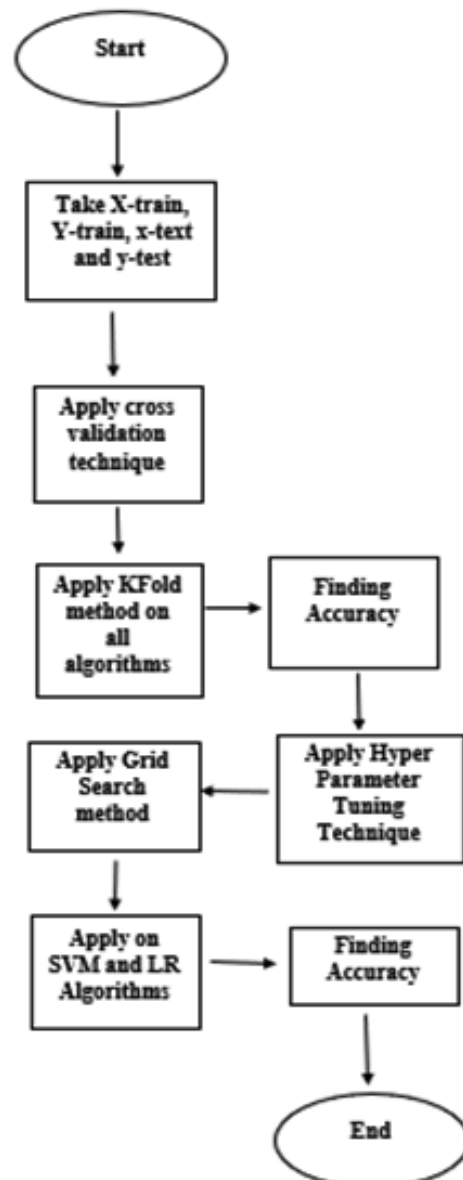 Start
Take X-train,
Y-train, x-text
and y-test
Apply cross
validation
technique
Apply KFold
method on
all
algorithms
Finding
Accuracy
Apply Hyper
Parameter
Tuning
Technique
Apply Grid
Search
method
Apply on
SVM and LR
Algorithms
Finding
Accuracy
End